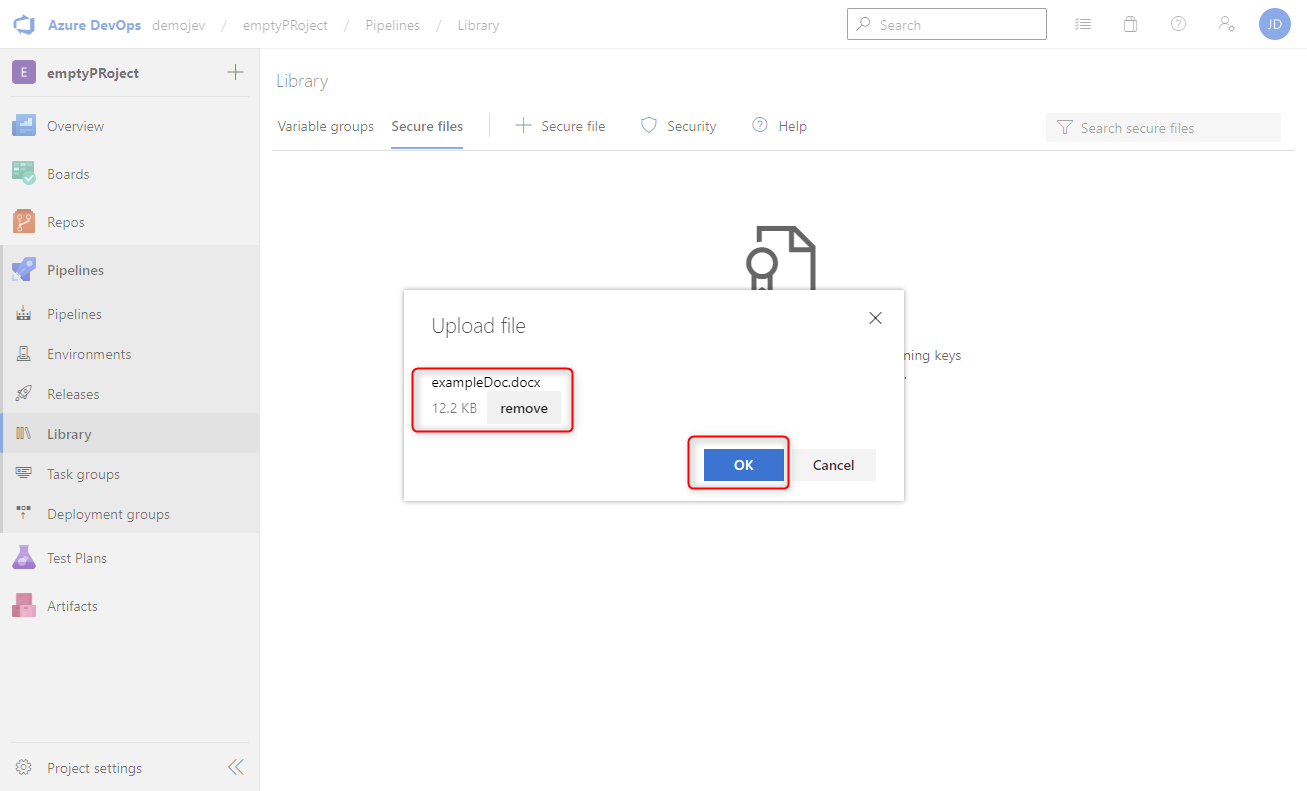 Azure DevOps demojev / emptyPRoject / Pipelines / Library
Search
JD
E emptyPRoject
Overview
Boards
Repos
Pipelines
Pipelines
Environments
Releases
Library
Task groups
Deployment groups
Test Plans
Artifacts
Project settings
Library
Variable groups Secure files Secure file Security Help
Search secure files
keys
Upload file
exampleDoc.docx
12.2 KB remove
OK Cancel